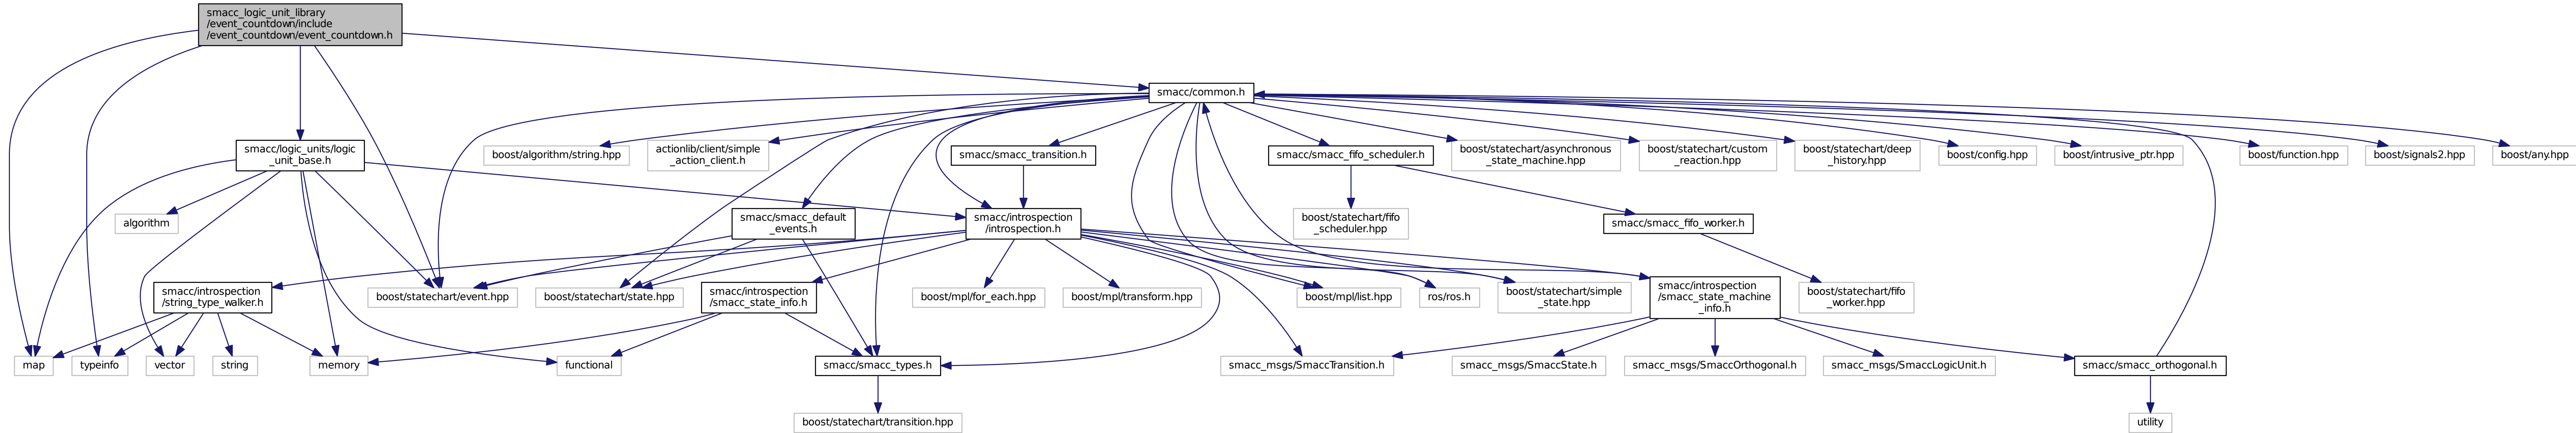 smacc_logic_unit_library
/event_countdown/include
/event_countdown/event_countdown.h
smacc/common.h
smacc/logic_units/logic
_unit_base.h
boost/algorithm/string.hpp
actionlib/client/simple
_action_client.h
smacc/smacc_transition.h
smacc/smacc_fifo_scheduler.h
boost/statechart/asynchronous
_state_machine.hpp
boost/statechart/custom
_reaction.hpp
boost/statechart/deep
_history.hpp
boost/config.hpp
boost/intrusive_ptr.hpp
boost/function.hpp
boost/signals2.hpp
boost/any.hpp
algorithm
smacc/smacc_default
_events.h
smacc/introspection
/introspection.h
boost/statechart/fifo
_scheduler.hpp
smacc/smacc_fifo_worker.h
smacc/introspection
/string_type_walker.h
boost/statechart/event.hpp
boost/statechart/state.hpp
smacc/introspection
/smacc_state_info.h
boost/mpl/for_each.hpp
boost/mpl/transform.hpp
boost/mpl/list.hpp
ros/ros.h
boost/statechart/simple
_state.hpp
smacc/introspection
/smacc_state_machine
_info.h
boost/statechart/fifo
_worker.hpp
map
typeinfo
vector
string
memory
functional
smacc/smacc_types.h
smacc_msgs/SmaccTransition.h
smacc_msgs/SmaccState.h
smacc_msgs/SmaccOrthogonal.h
smacc_msgs/SmaccLogicUnit.h
smacc/smacc_orthogonal.h
boost/statechart/transition.hpp
utility